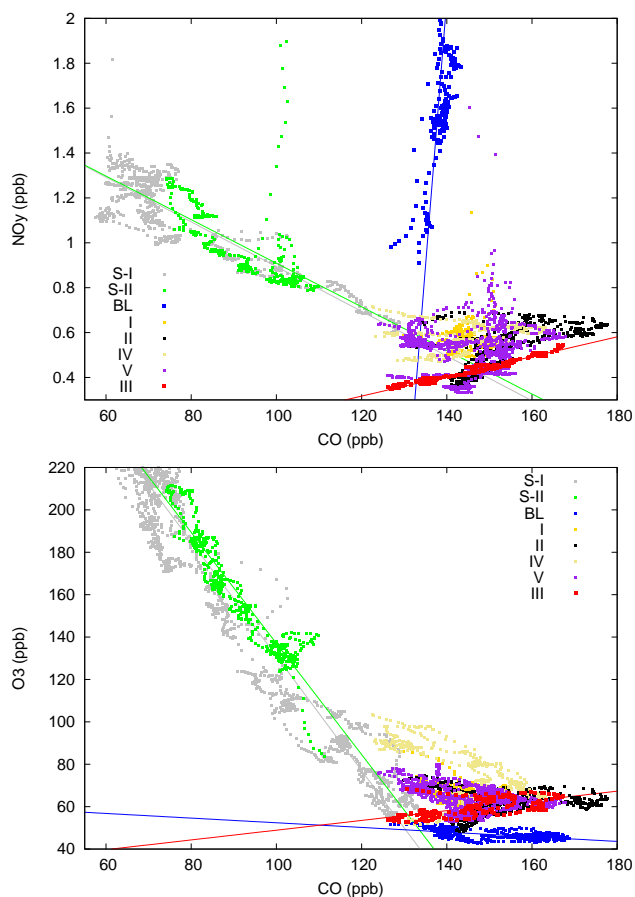 2
1.8
1.6
1.4
1.2
1
0.8
0.6
0.4
NOy (ppb)
S-I
S-II
BL
I
II
IV
V
III
60 80 100 120 140 160 180
CO (ppb)
220
200
180
160
140
120
100
80
60
40
O3 (ppb)
S-I
S-II
BL
I
II
IV
V
III
60 80 100 120 140 160 180
CO (ppb)